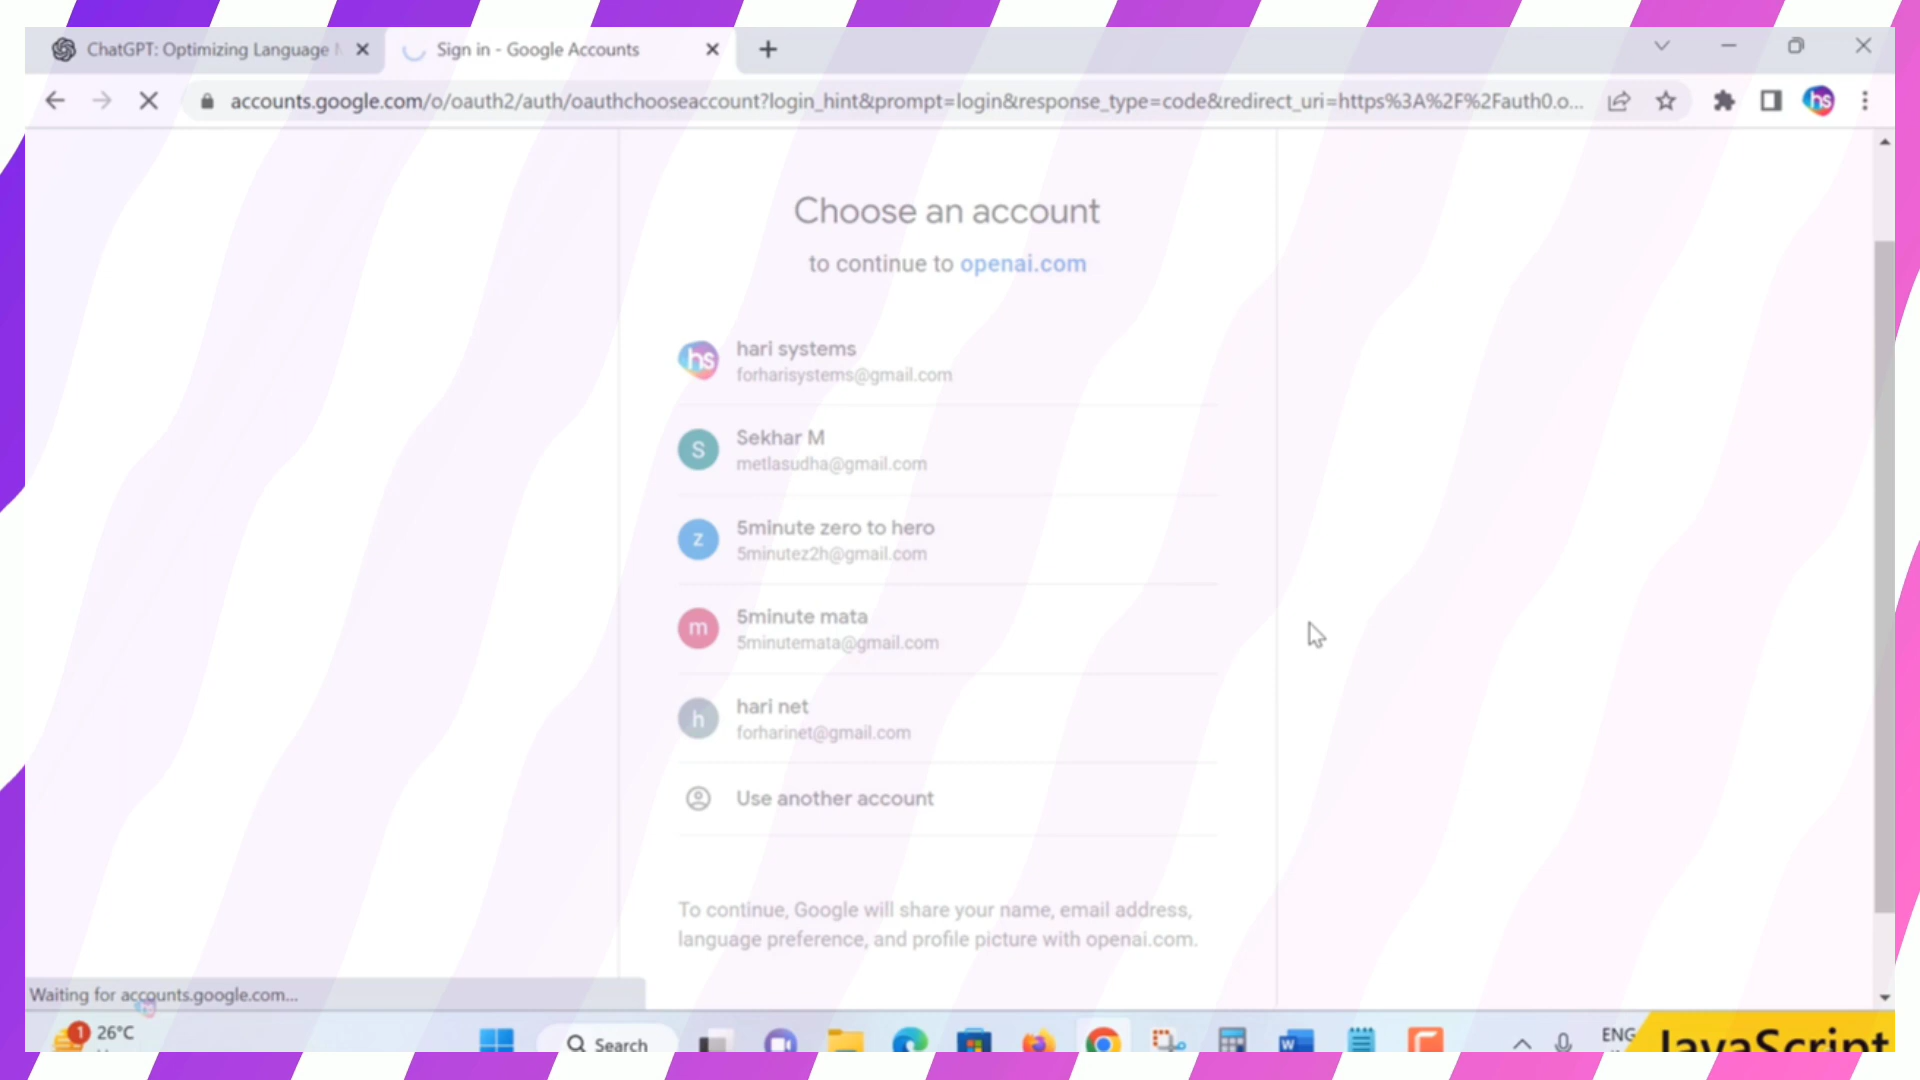 ChatGPT: Optimizing Language
Sign in - Google Accounts
accounts.google.com/o/oauth2/auth/oauthchooseaccount?login_hint&prompt=login&response_type=code&redirect_uri=https%3A%2F%2Fauth0.o...
hs
Choose an account
to continue to openai.com
hs
hari systems
forharisystems@gmail.com
S
Sekhar M
metlasudha@gmail.com
z
5minute zero to hero
5minutez2h@gmail.com
m
5minute mata
5minutemata@gmail.com
h
hari net
forharinet@gmail.com
Use another account
To continue, Google will share your name, email address,
language preference, and profile picture with openai.com.
Waiting for accounts.google.com...
1
26°C
Search
W
ENG
JavaScript